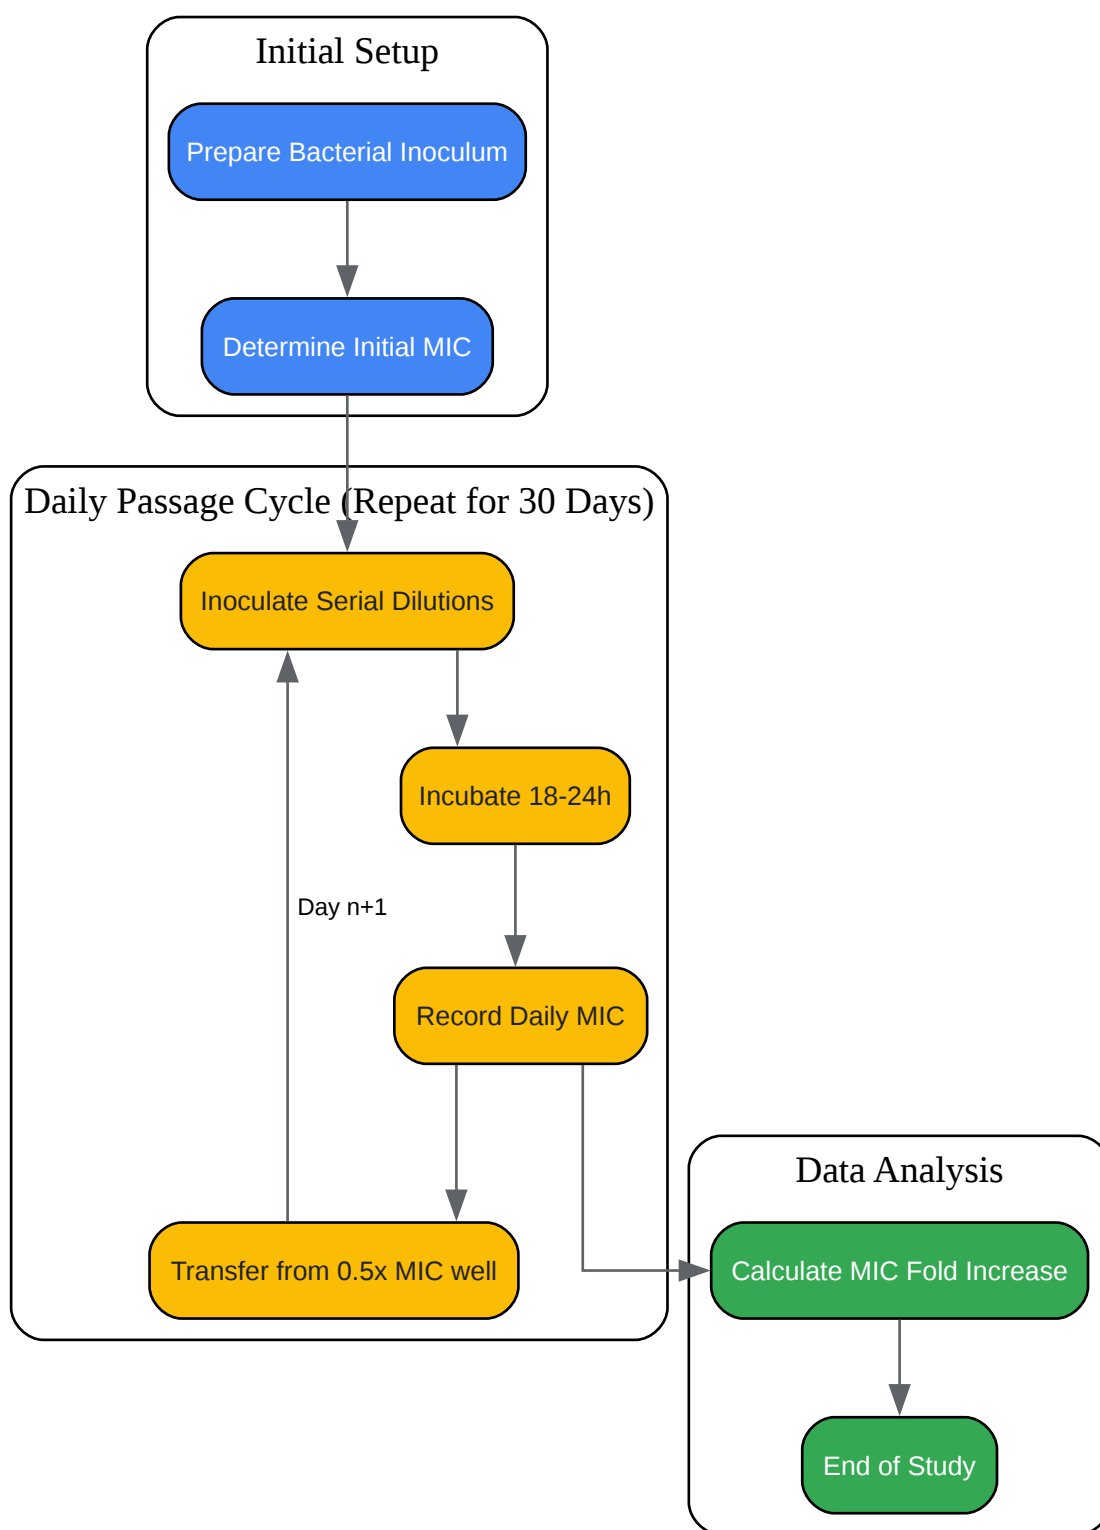 Initial Setup
Prepare Bacterial Inoculum
Determine Initial MIC
Daily Passage Cycle (Repeat for 30 Days)
Inoculate Serial Dilutions
Incubate 18-24h
Day n+1
Record Daily MIC
Transfer from 0.5x MIC well
Data Analysis
Calculate MIC Fold Increase
End of Study